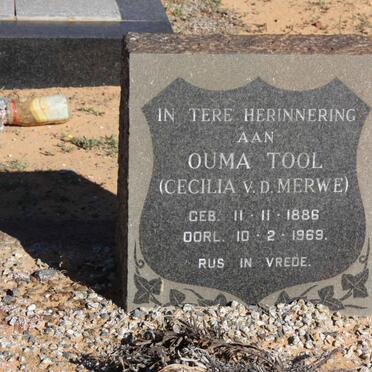 IN TERE HERINNERING
AAN
OUMA TOOL
(CECILIA V.D. MERWE)
GEB. 11-11-1886
OORL. 10-2-1969.
RUS IN VREDE.